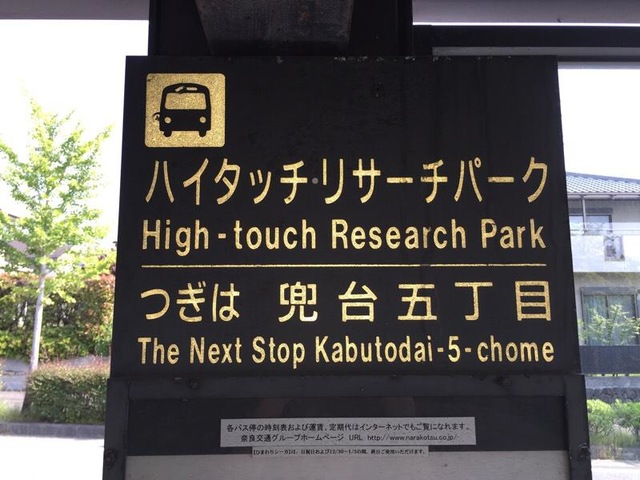 ハイタッチ・リサーチパーク
High-touch Research Park
つぎは 兜台五丁目
The Next Stop Kabutodai-5-chome
各バス停の時刻表および運賃、定期代はインターネットでもご覧になれます。
奈良交通グループホームページ URL http://www.narakotsu.co.jp/